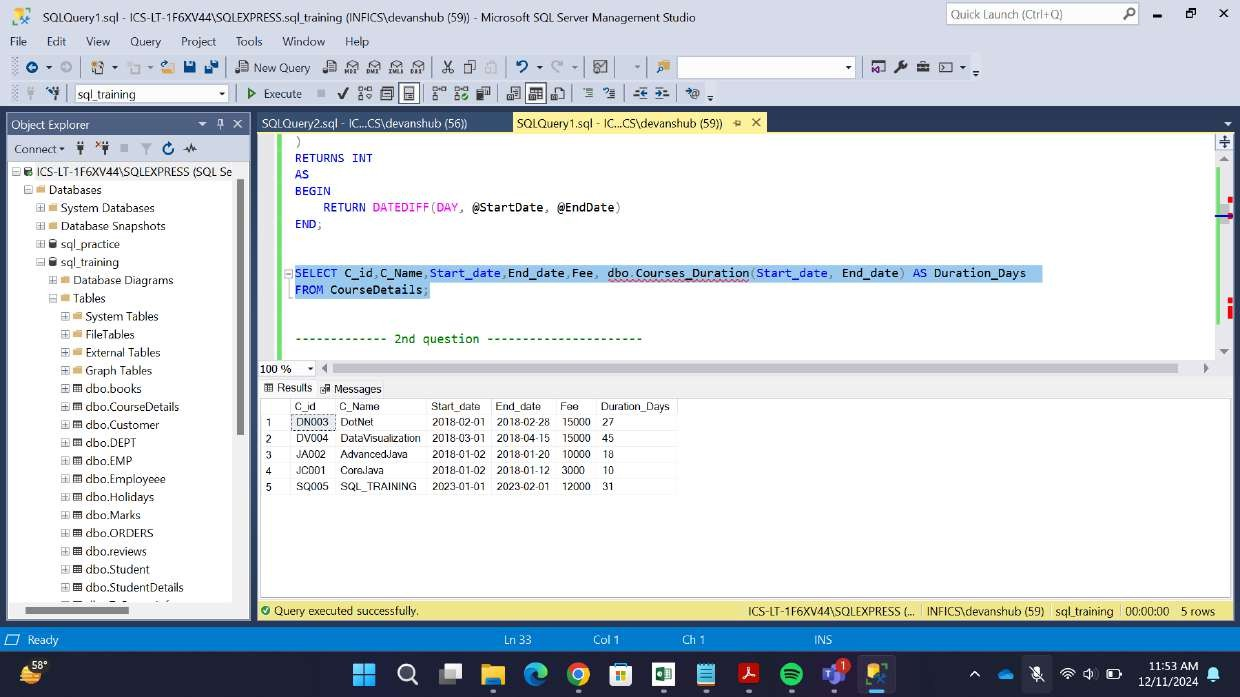 SQLQuery1.sql - ICS-LT-1F6XV44\SQLEXPRESS.sql_training (INFICS\devanshub (59)) - Microsoft SQL Server Management Studio
Quick Launch (Ctrl+Q)
File Edit View Query Project Tools Window Help
New Query
MDX DMX XMLA DAX
sql_training
Execute
Object Explorer
SQLQuery2.sql - IC...CS\devanshub (56))
SQLQuery1.sql - IC...CS\devanshub (59))
Connect
ICS-LT-1F6XV44\SQLEXPRESS (SQL Se
Databases
System Databases
Database Snapshots
sql_practice
sql_training
Database Diagrams
Tables
System Tables
FileTables
External Tables
Graph Tables
dbo.books
dbo.CourseDetails
dbo.Customer
dbo.DEPT
dbo.EMP
dbo.Employeee
dbo.Holidays
dbo.Marks
dbo.ORDERS
dbo.reviews
dbo.Student
dbo.StudentDetails
)
RETURNS INT
AS
BEGIN
RETURN DATEDIFF(DAY, @StartDate, @EndDate)
END;
SELECT C_id,C_Name,Start_date,End_date,Fee, dbo.Courses_Duration(Start_date, End_date) AS Duration_Days
FROM CourseDetails;
------------- 2nd question ----------------------
100 %
Results Messages
C_id C_Name Start_date End_date Fee Duration_Days
1 DN003 DotNet 2018-02-01 2018-02-28 15000 27
2 DV004 DataVisualization 2018-03-01 2018-04-15 15000 45
3 JA002 AdvancedJava 2018-01-02 2018-01-20 10000 18
4 JC001 CoreJava 2018-01-02 2018-01-12 3000 10
5 SQ005 SQL_TRAINING 2023-01-01 2023-02-01 12000 31
Query executed successfully.
ICS-LT-1F6XV44\SQLEXPRESS (... INFICS\devanshub (59) sql_training 00:00:00 5 rows
Ready Ln 33 Col 1 Ch 1 INS
58°
1
11:53 AM
12/11/2024